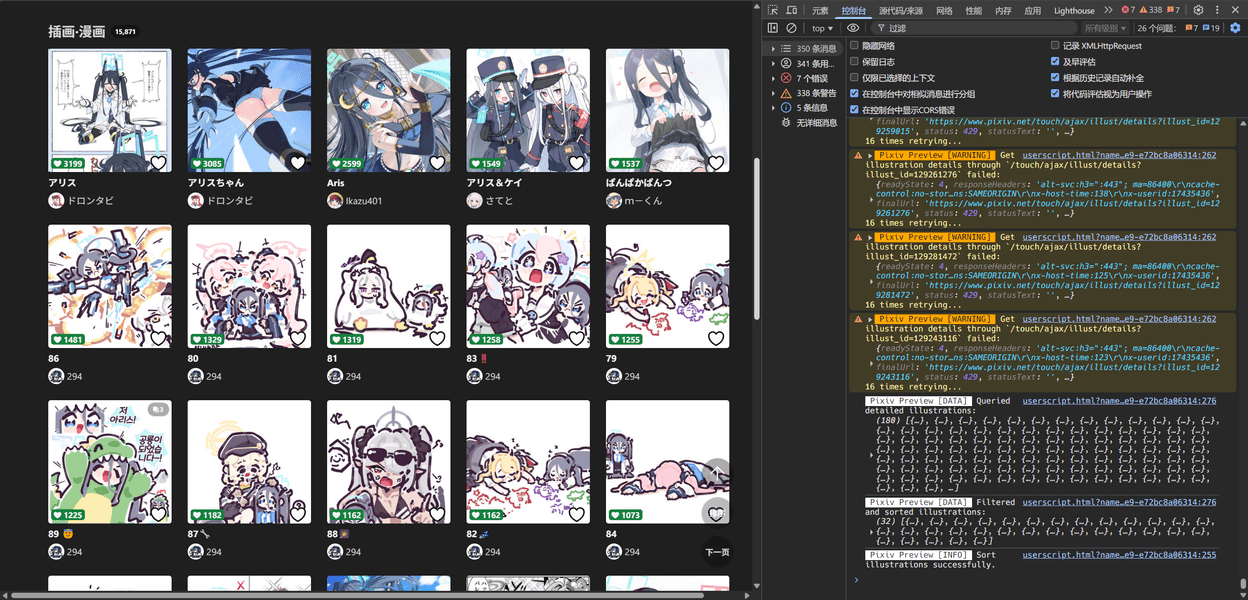 插画·漫画 15,871
3199
3085
2599
1549
1537
アリス
アリスちゃん
Aris
アリス＆ケイ
ぱんぱかぱんつ
ドロンタビ
ドロンタビ
Ikazu401
さてと
mーくん
1481
1329
1319
1258
1255
86
80
81
83‼️
79
294
294
294
294
294
저
아리스!
공룡이
되었습
니다...!
3
1225
1182
1162
1162
1073
89 😇
87🔧
88
82💤
84
294
294
294
294
294
下一页
元素 控制台 源代码/来源 网络 性能 内存 应用 Lighthouse 7 338 7
top 过滤 所有级别 26 个问题: 7 19
350 条消息
341 条用...
7 个错误
338 条警告
5 条信息
无详细消息
隐藏网络
记录 XMLHttpRequest
保留日志
及早评估
仅限已选择的上下文
根据历史记录自动补全
在控制台中对相似消息进行分组
将代码评估视为用户操作
在控制台中显示CORS错误
finalUrl: 'https://www.pixiv.net/touch/ajax/illust/details?illust_id=12
9259015', status: 429, statusText: '', …}
16 times retrying...
Pixiv Preview [WARNING] Get userscript.html?name…e9-e72bc8a06314:262
illustration details through `/touch/ajax/illust/details?
illust_id=129261276` failed:
{readyState: 4, responseHeaders: 'alt-svc:h3=":443"; ma=86400\r\ncache-
control:no-stor…ns:SAMEORIGIN\r\nx-host-time:138\r\nx-userid:17435436',
finalUrl: 'https://www.pixiv.net/touch/ajax/illust/details?illust_id=12
9261276', status: 429, statusText: '', …}
16 times retrying...
Pixiv Preview [WARNING] Get userscript.html?name…e9-e72bc8a06314:262
illustration details through `/touch/ajax/illust/details?
illust_id=129281472` failed:
{readyState: 4, responseHeaders: 'alt-svc:h3=":443"; ma=86400\r\ncache-
control:no-stor…ns:SAMEORIGIN\r\nx-host-time:125\r\nx-userid:17435436',
finalUrl: 'https://www.pixiv.net/touch/ajax/illust/details?illust_id=12
9281472', status: 429, statusText: '', …}
16 times retrying...
Pixiv Preview [WARNING] Get userscript.html?name…e9-e72bc8a06314:262
illustration details through `/touch/ajax/illust/details?
illust_id=129243116` failed:
{readyState: 4, responseHeaders: 'alt-svc:h3=":443"; ma=86400\r\ncache-
control:no-stor…ns:SAMEORIGIN\r\nx-host-time:123\r\nx-userid:17435436',
finalUrl: 'https://www.pixiv.net/touch/ajax/illust/details?illust_id=12
9243116', status: 429, statusText: '', …}
16 times retrying...
Pixiv Preview [DATA] Queried userscript.html?name…e9-e72bc8a06314:276
detailed illustrations:
(180) [{…}, {…}, {…}, {…}, {…}, {…}, {…}, {…}, {…}, {…}, {…}, {…},
Pixiv Preview [DATA] Filtered userscript.html?name…e9-e72bc8a06314:276
and sorted illustrations:
(32) [{…}, {…}, {…}, {…}, {…}, {…}, {…}, {…}, {…}, {…}, {…}, {…},
Pixiv Preview [INFO] Sort userscript.html?name…e9-e72bc8a06314:255
illustrations successfully.